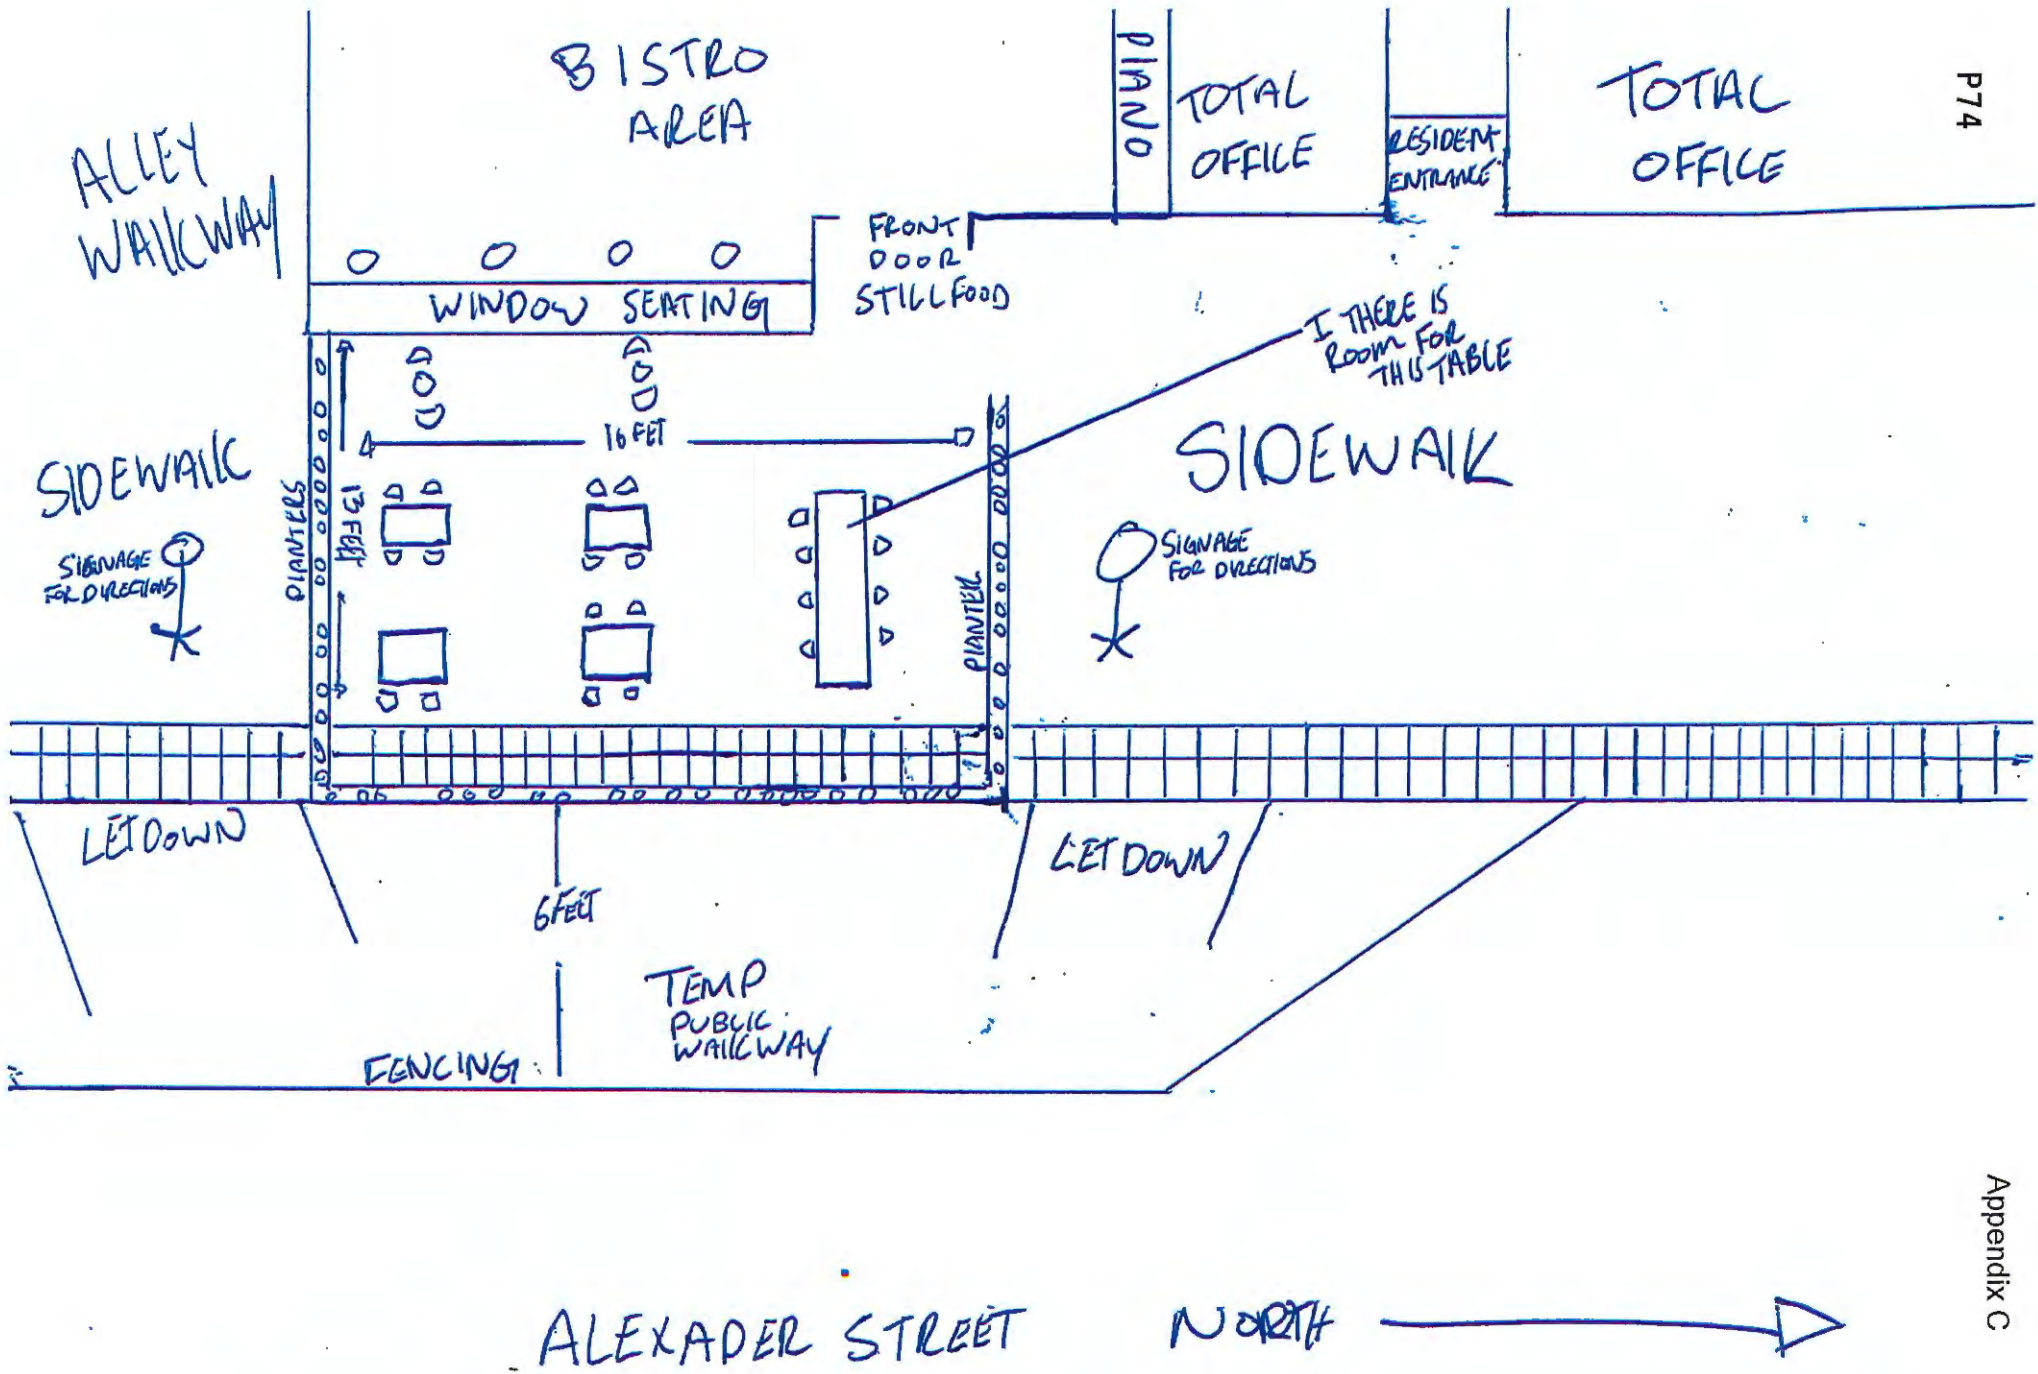 BISTRO
AREA
PIANO
TOTAL
OFFICE
RESIDENT
ENTRANCE
TOTAL
OFFICE
P74
ALLEY
WALKWAY
FRONT
DOOR
STILLFOOD
WINDOW SEATING
I THERE IS
ROOM FOR
THIS TABLE
16 FEET
SIDEWALK
SIDEWALK
PLANTERS
13 FEET
SIGNAGE
FOR DIRECTIONS
PLANTER
SIGNAGE
FOR DIRECTIONS
LETDOWN
LETDOWN
6 FEET
TEMP
PUBLIC
WALKWAY
FENCING
Appendix C
ALEXADER STREET
NORTH